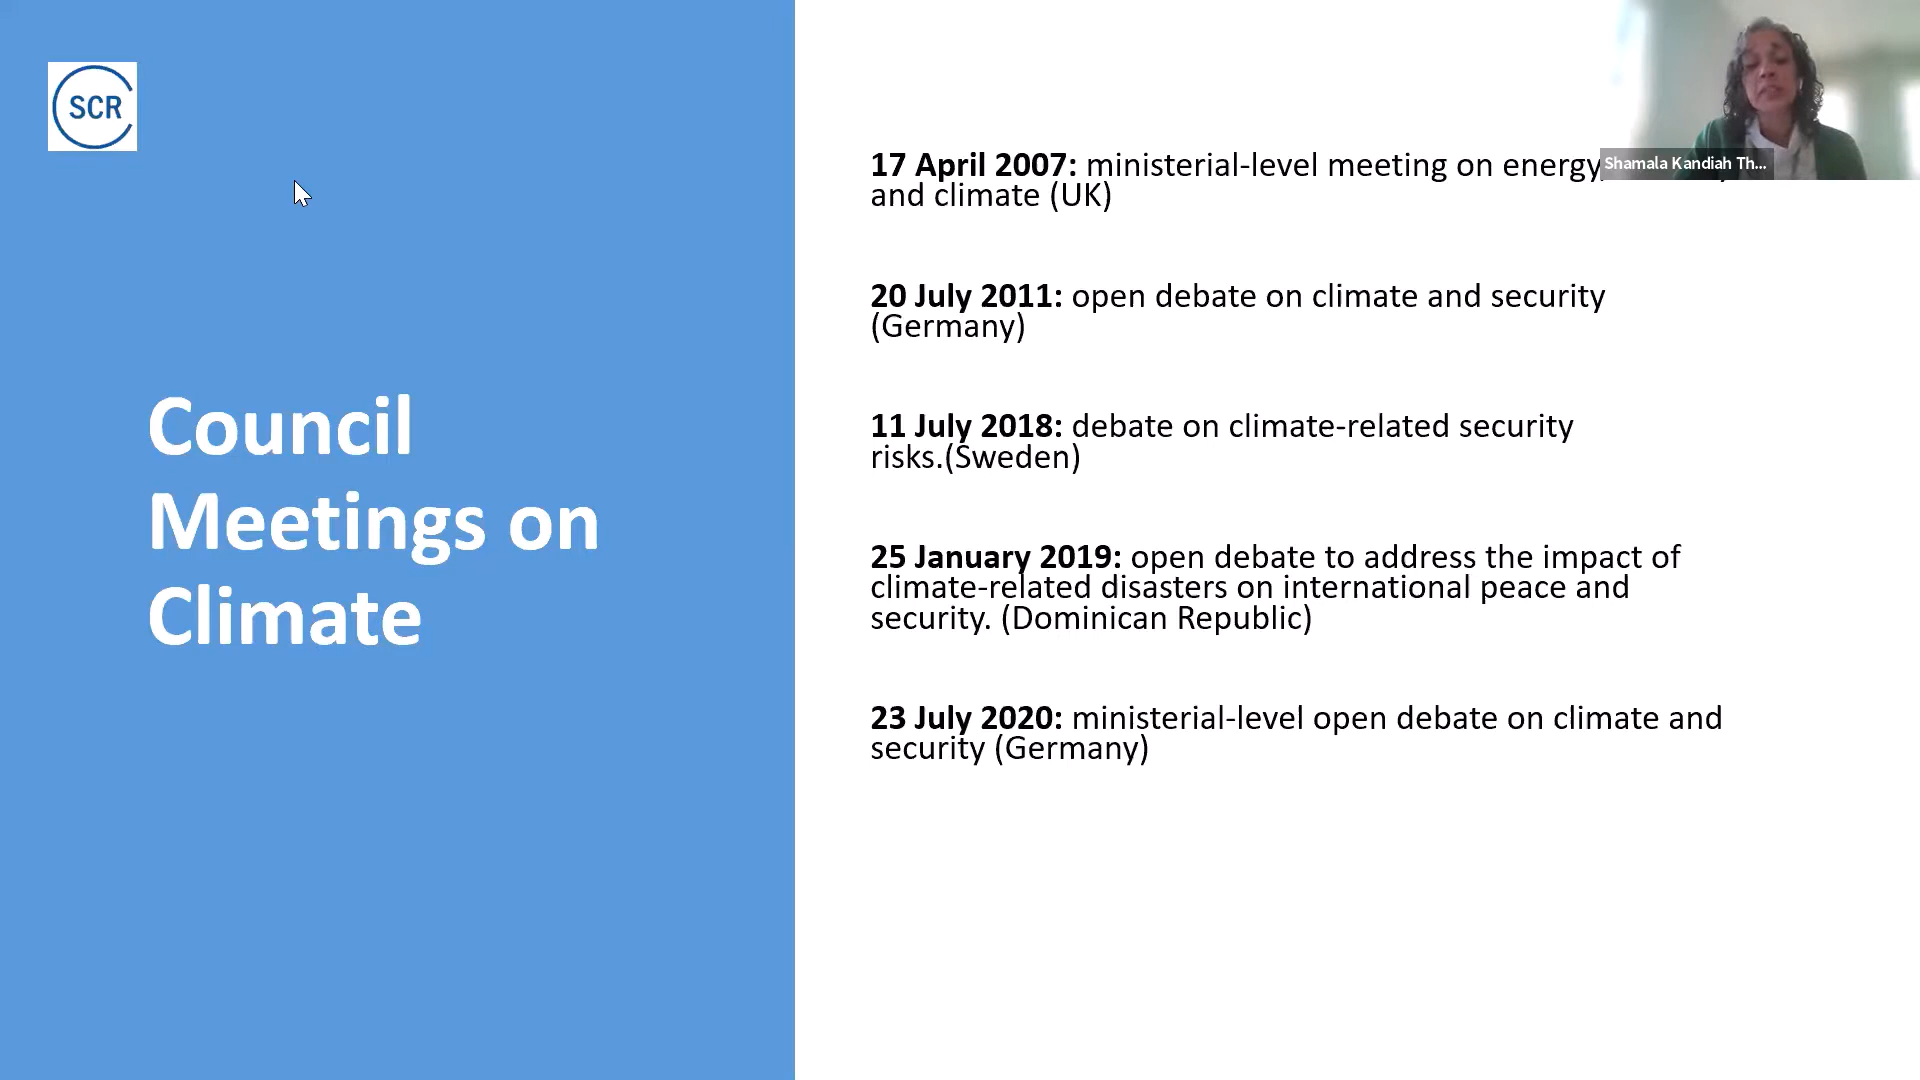 SCR
Council
Meetings on
Climate
17 April 2007: ministerial-level meeting on energy,
and climate (UK)
20 July 2011: open debate on climate and security
(Germany)
11 July 2018: debate on climate-related security
risks.(Sweden)
25 January 2019: open debate to address the impact of
climate-related disasters on international peace and
security. (Dominican Republic)
23 July 2020: ministerial-level open debate on climate and
security (Germany)
Shamala Kandiah Th...